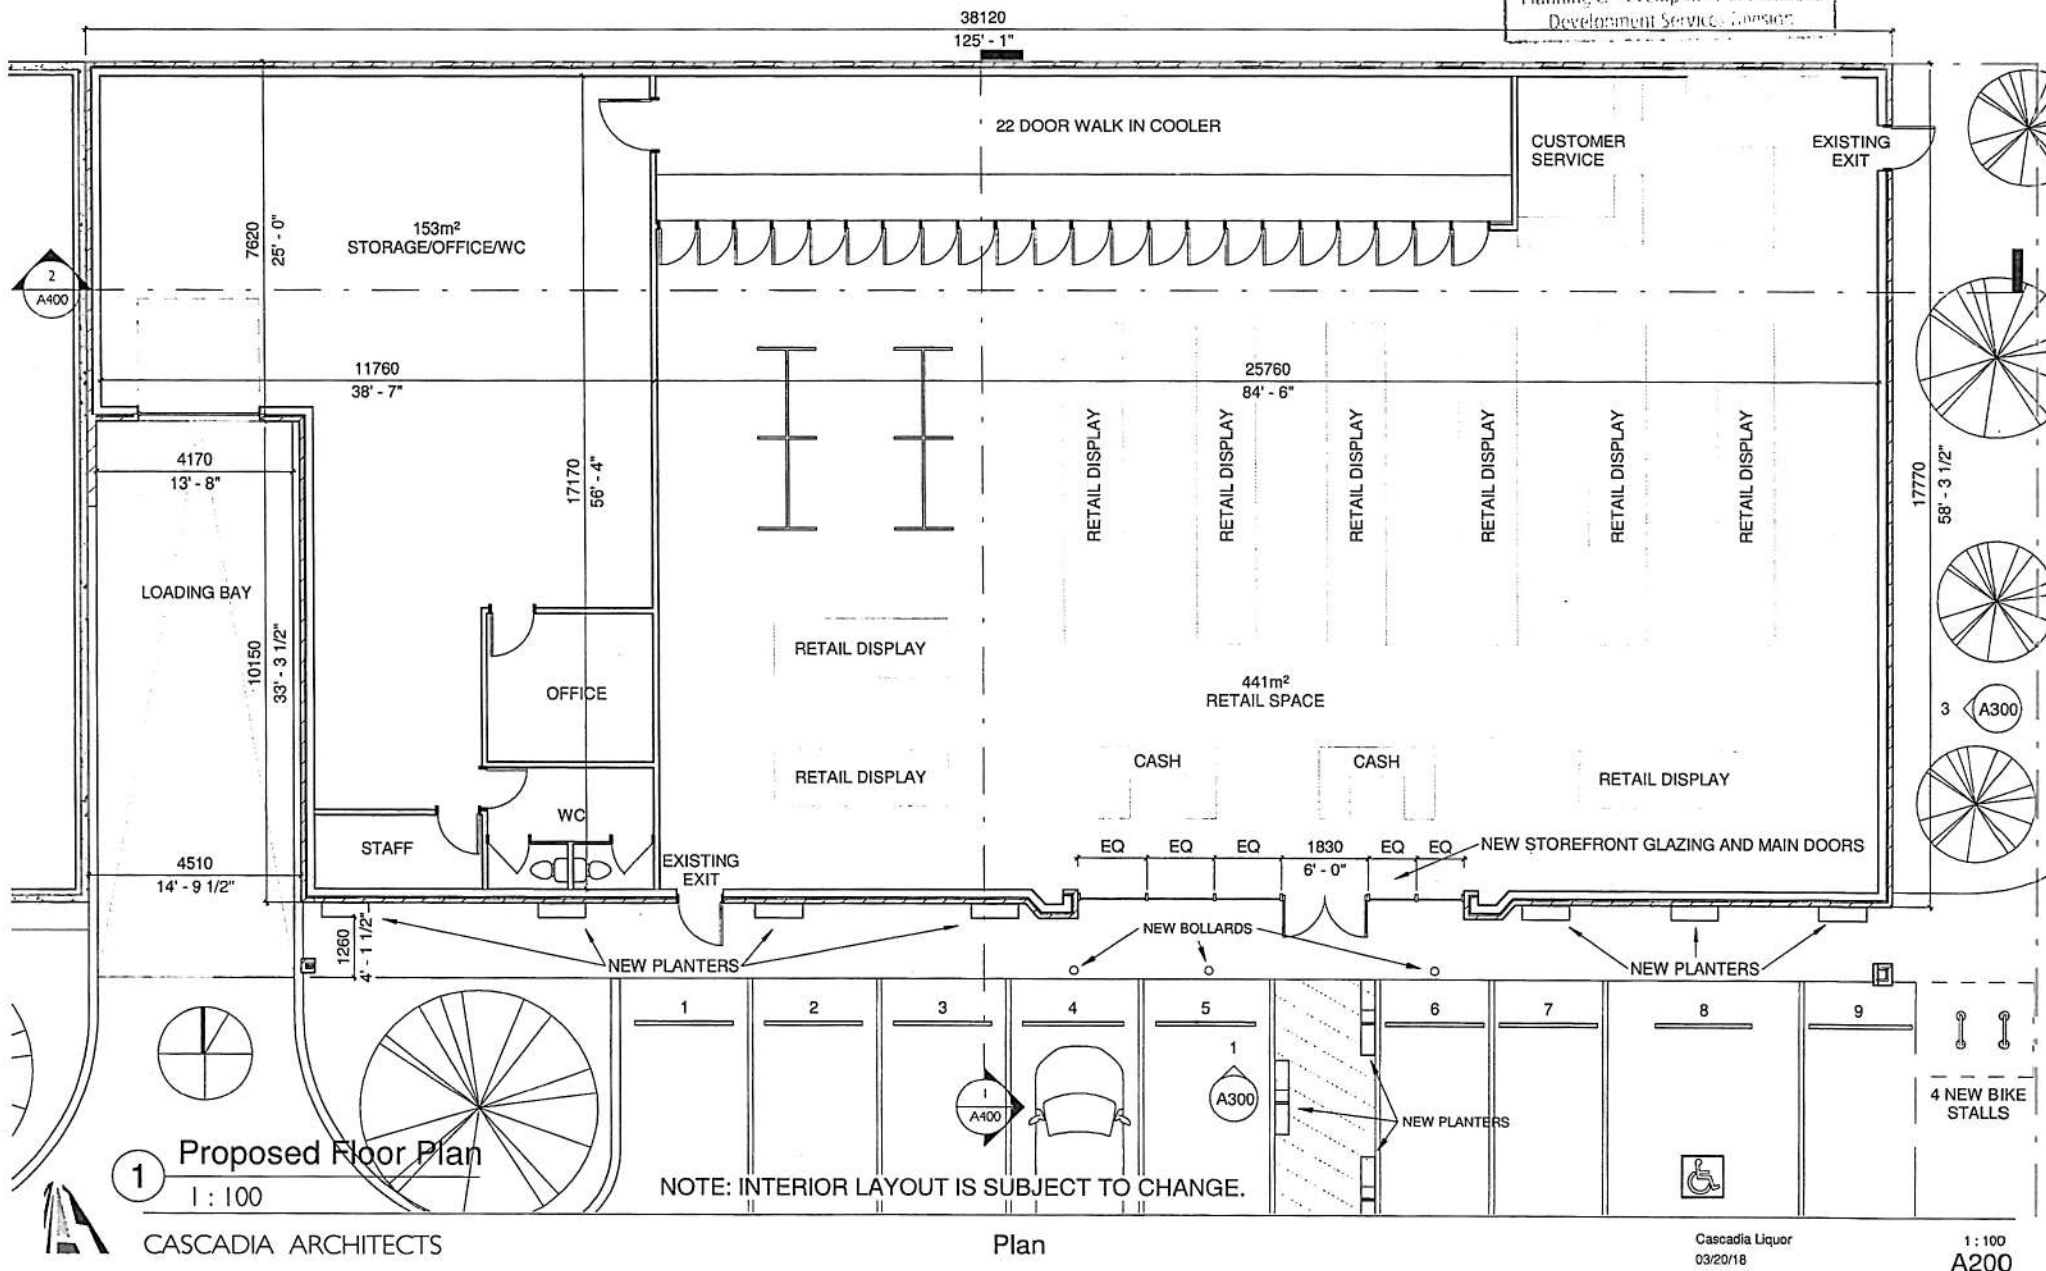 38120
125' - 1"
Development Services Division
22 DOOR WALK IN COOLER
CUSTOMER
SERVICE
EXISTING
EXIT
7620
25' - 0"
153m²
STORAGE/OFFICE/WC
2
A400
11760
38' - 7"
25760
84' - 6"
RETAIL DISPLAY
RETAIL DISPLAY
RETAIL DISPLAY
RETAIL DISPLAY
RETAIL DISPLAY
RETAIL DISPLAY
4170
13' - 8"
17170
56' - 4"
17770
58' - 3 1/2"
LOADING BAY
10150
33' - 3 1/2"
RETAIL DISPLAY
OFFICE
441m²
RETAIL SPACE
3
A300
RETAIL DISPLAY
CASH
CASH
RETAIL DISPLAY
WC
STAFF
EXISTING
EXIT
EQ
EQ
EQ
1830
6' - 0"
EQ
EQ
NEW STOREFRONT GLAZING AND MAIN DOORS
4510
14' - 9 1/2"
1260
4' - 1 1/2"
NEW PLANTERS
NEW BOLLARDS
NEW PLANTERS
1
2
3
4
5
6
7
8
9
1
A300
1
A400
NEW PLANTERS
4 NEW BIKE
STALLS
1
Proposed Floor Plan
1 : 100
NOTE: INTERIOR LAYOUT IS SUBJECT TO CHANGE.
CASCADIA ARCHITECTS
Plan
Cascadia Liquor
03/20/18
1 : 100
A200